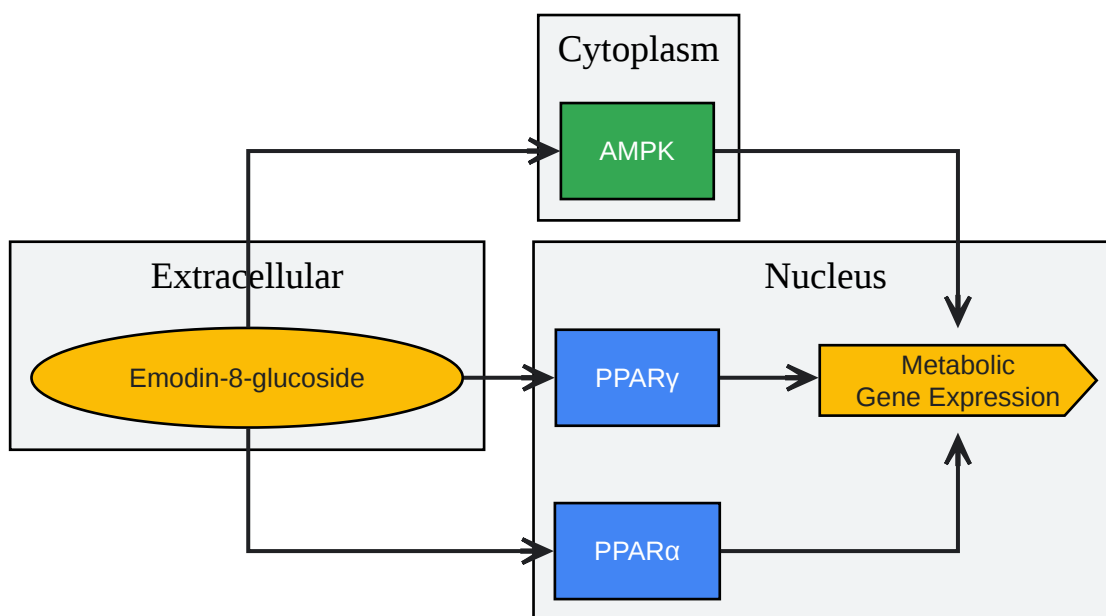 Cytoplasm
AMPK
Extracellular
Nucleus
Emodin-8-glucoside
PPARγ
Metabolic
Gene Expression
PPARα